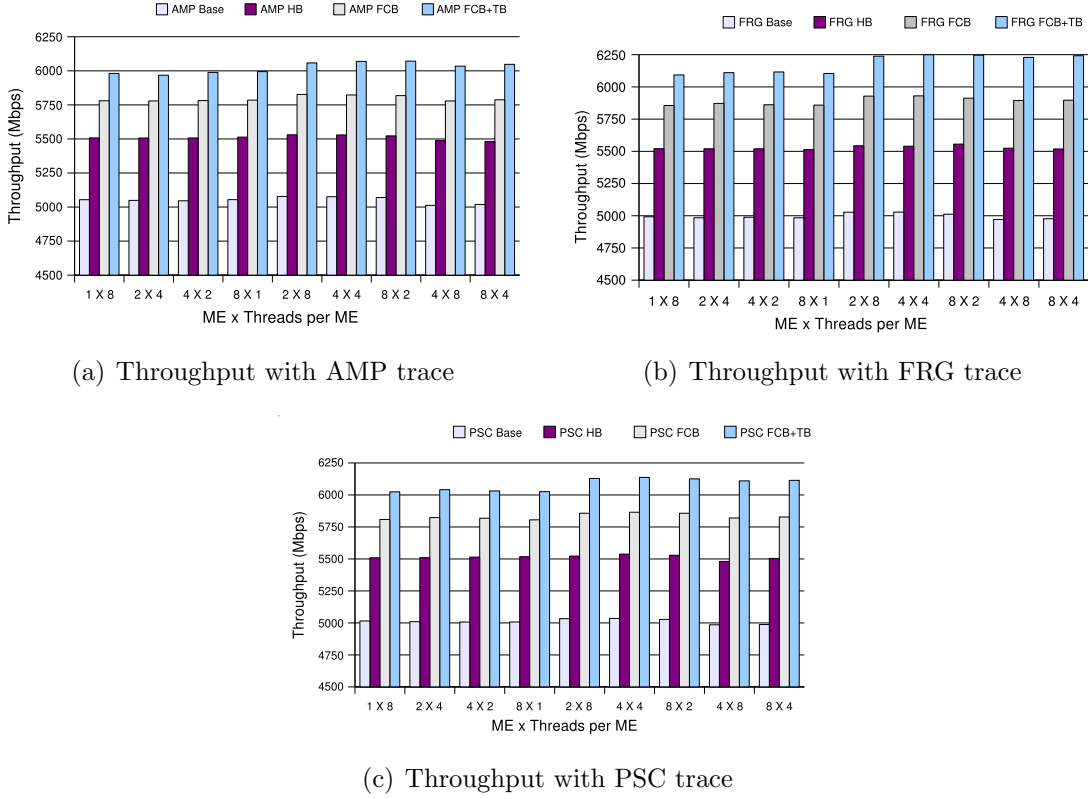 AMP Base AMP HB AMP FCB AMP FCB+TB
6250
6000
5750
5500
5250
5000
4750
4500
Throughput (Mbps)
1 X 8 2 X 4 4 X 2 8 X 1 2 X 8 4 X 4 8 X 2 4 X 8 8 X 4
ME x Threads per ME
(a) Throughput with AMP trace
FRG Base FRG HB FRG FCB FRG FCB+TB
6250
6000
5750
5500
5250
5000
4750
4500
Throughput (Mbps)
1 X 8 2 X 4 4 X 2 8 X 1 2 X 8 4 X 4 8 X 2 4 X 8 8 X 4
ME x Threads per ME
(b) Throughput with FRG trace
PSC Base PSC HB PSC FCB PSC FCB+TB
6250
6000
5750
5500
5250
5000
4750
4500
Throughput (Mbps)
1 X 8 2 X 4 4 X 2 8 X 1 2 X 8 4 X 4 8 X 2 4 X 8 8 X 4
ME x Threads per ME
(c) Throughput with PSC trace